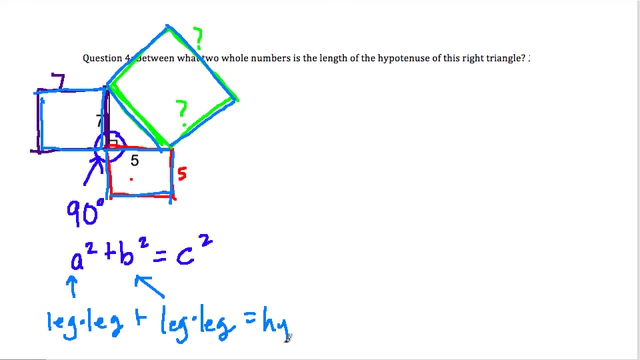 Question 4: Between what two whole numbers is the length of the hypotenuse of this right triangle?
?
7
7
?
5
5
90°
a² + b² = c²
leg·leg + leg·leg = hy